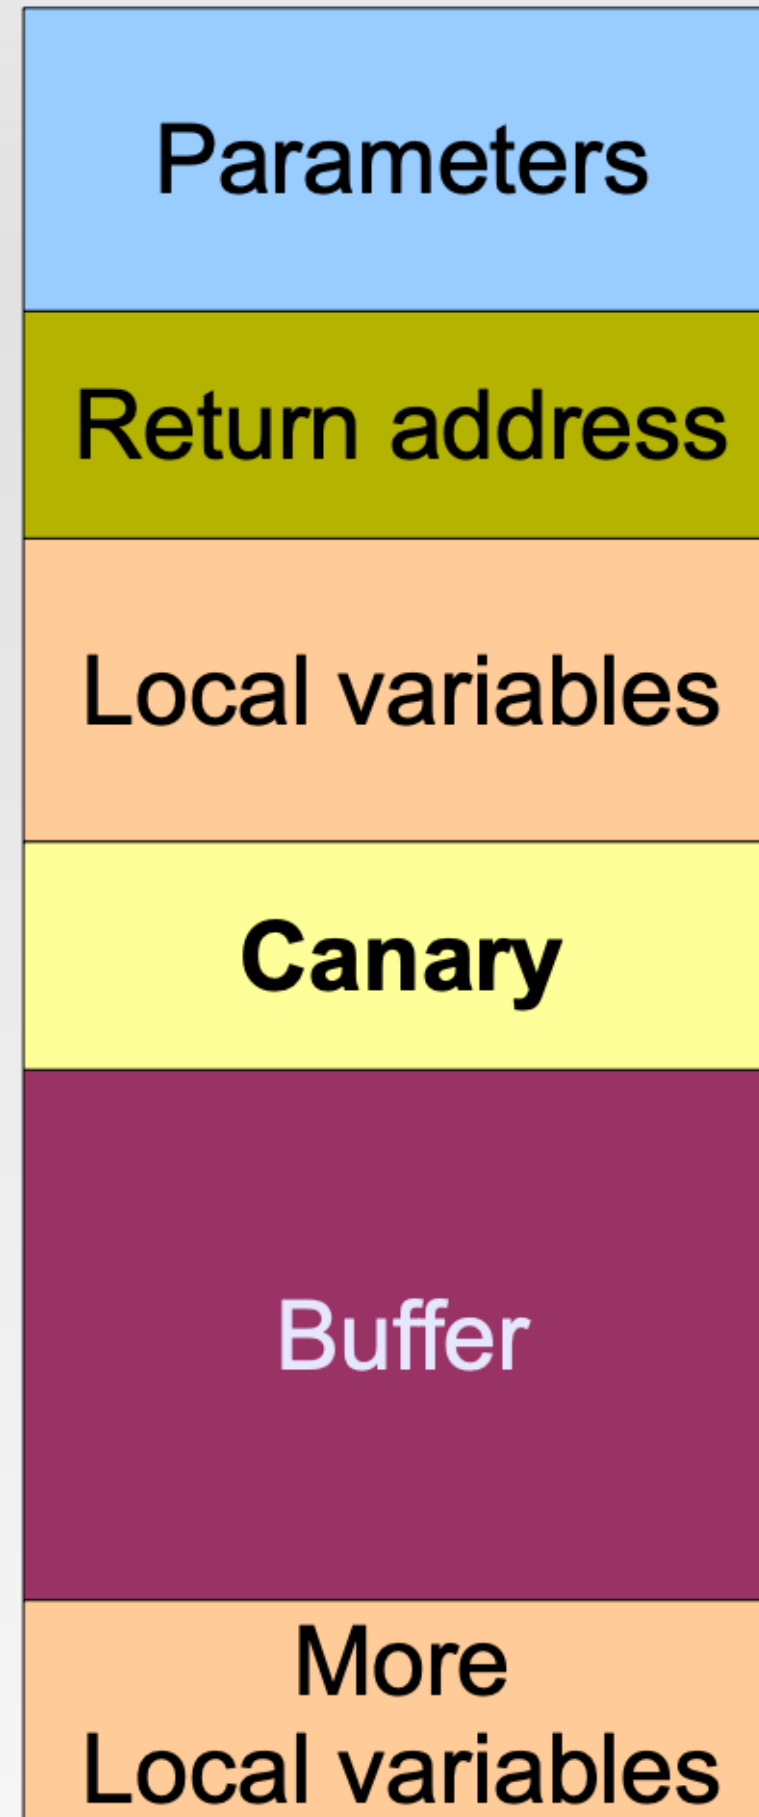 Parameters
Return address
Local variables
Canary
Buffer
More
Local variables